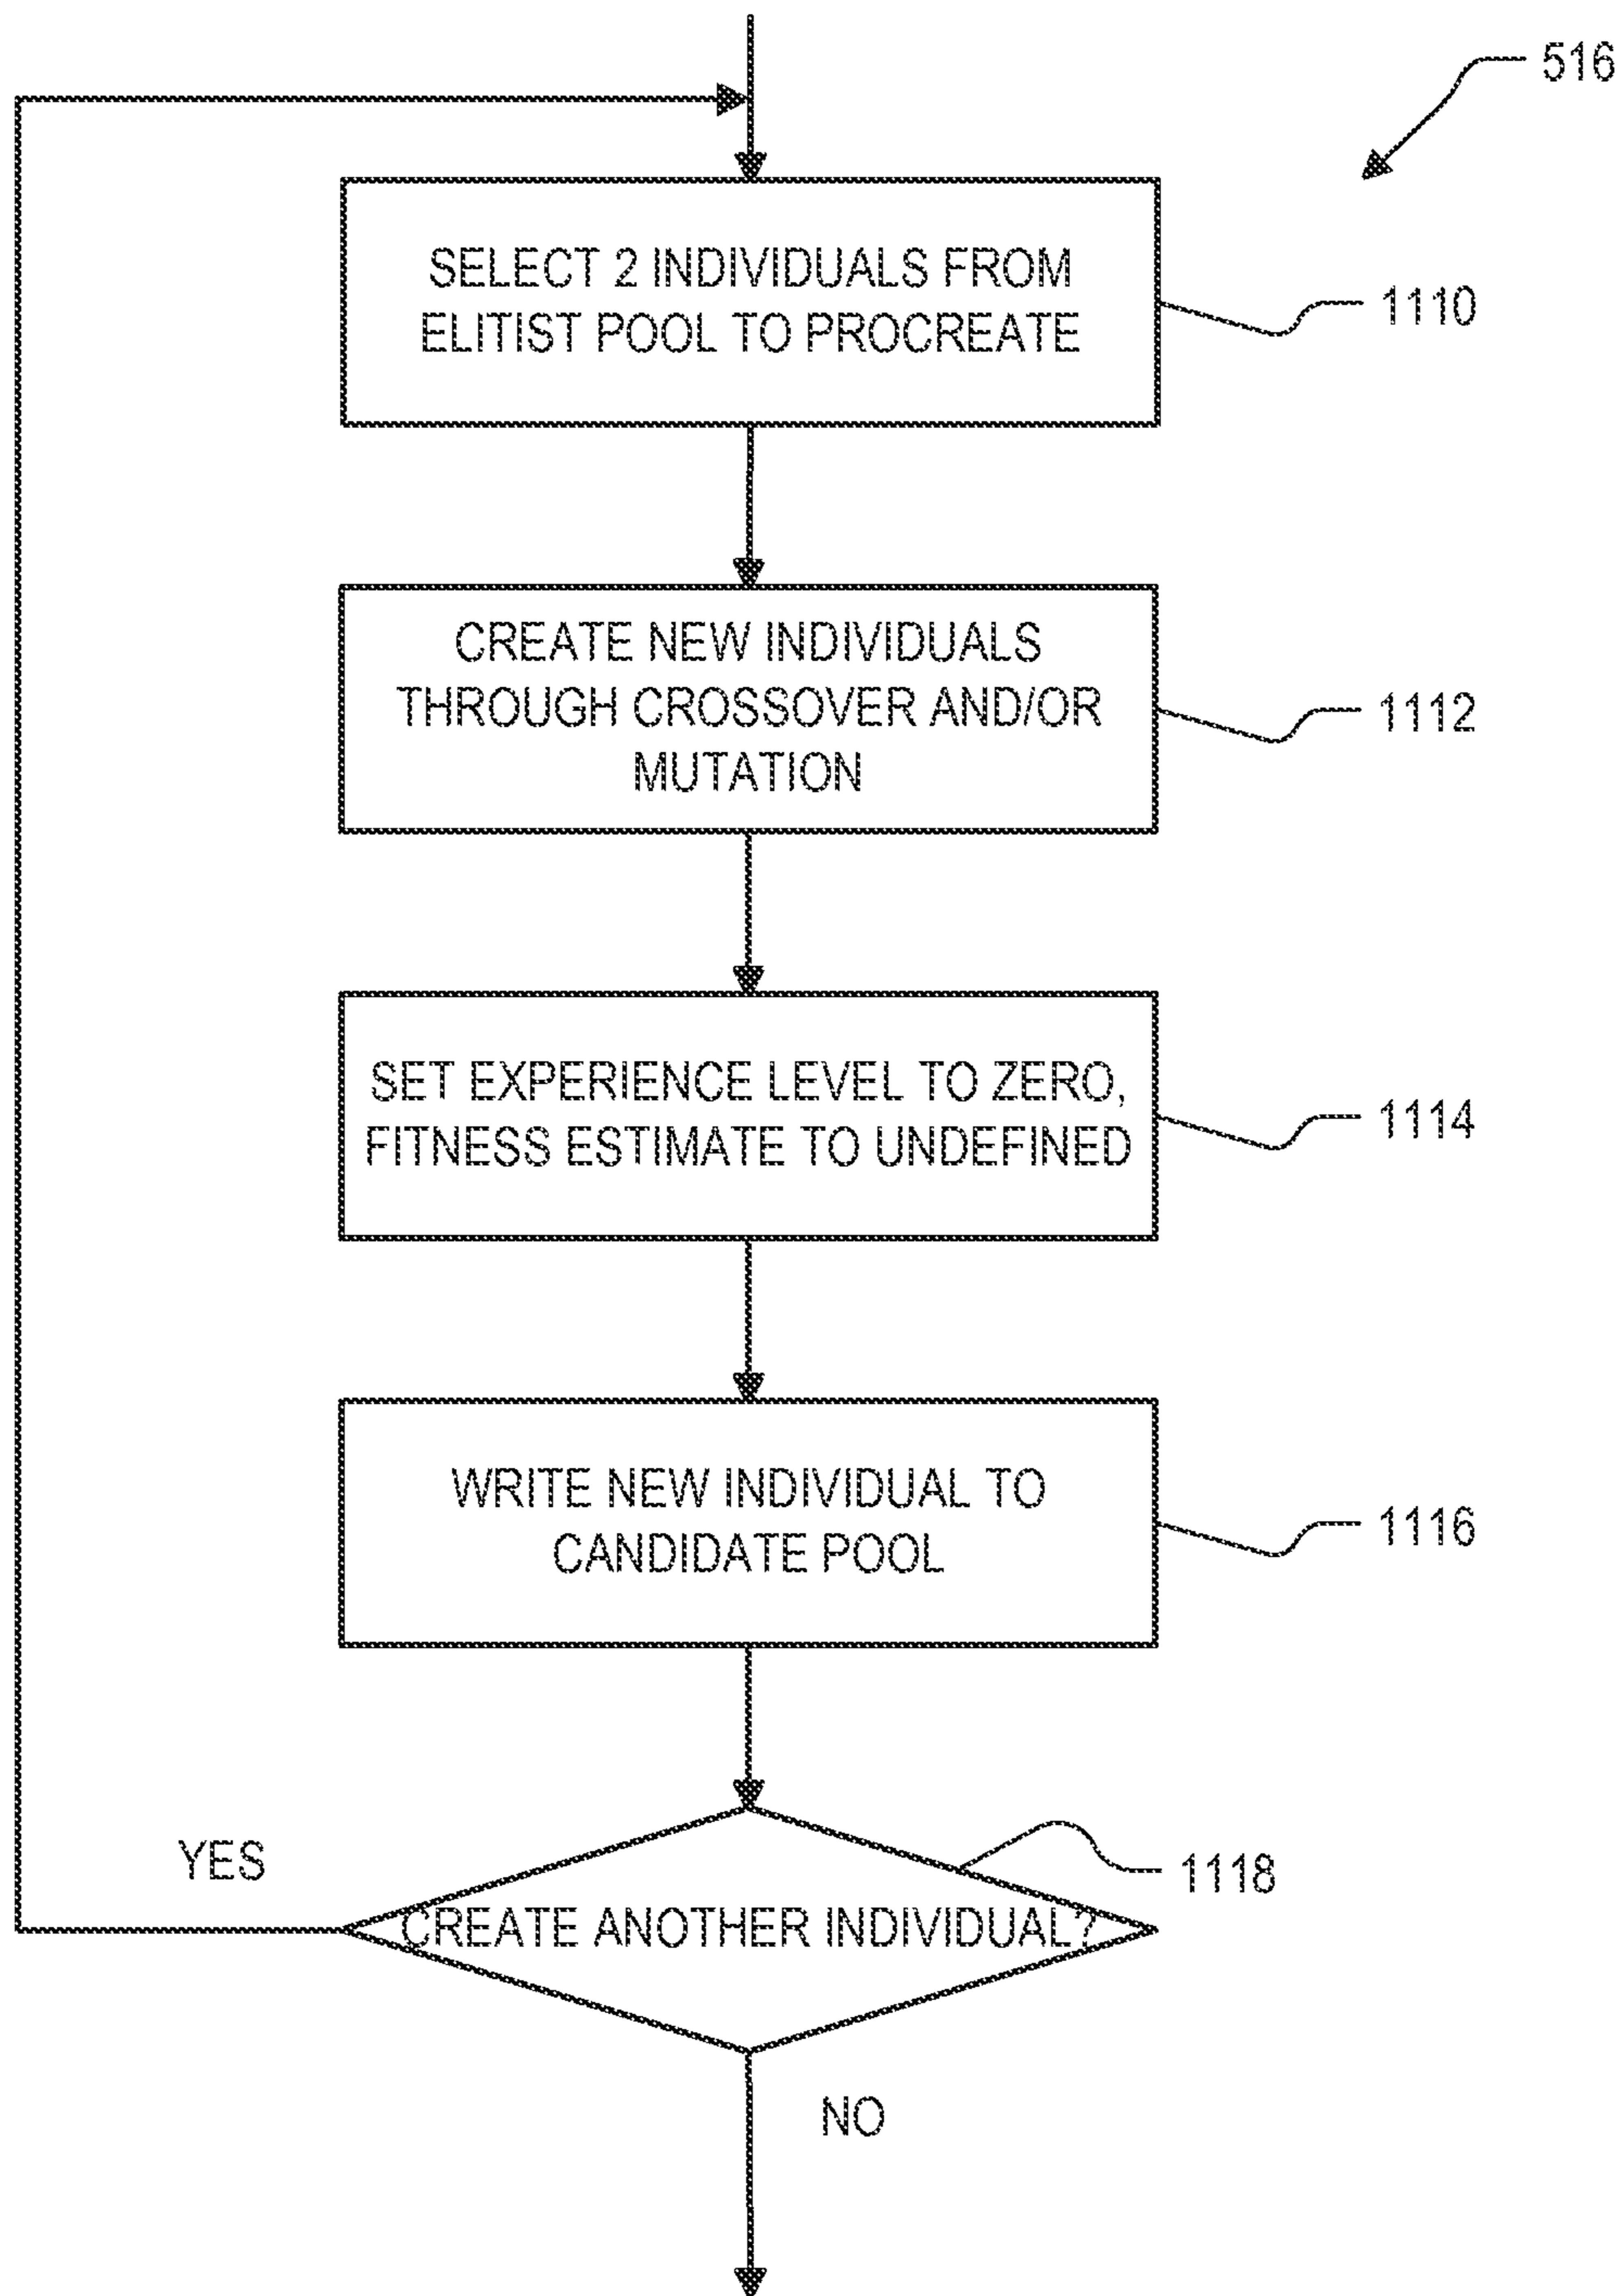 516
SELECT 2 INDIVIDUALS FROM
ELITIST POOL TO PROCREATE
1110
CREATE NEW INDIVIDUALS
THROUGH CROSSOVER AND/OR
MUTATION
1112
SET EXPERIENCE LEVEL TO ZERO,
FITNESS ESTIMATE TO UNDEFINED
1114
WRITE NEW INDIVIDUAL TO
CANDIDATE POOL
1116
YES
1118
CREATE ANOTHER INDIVIDUAL?
NO